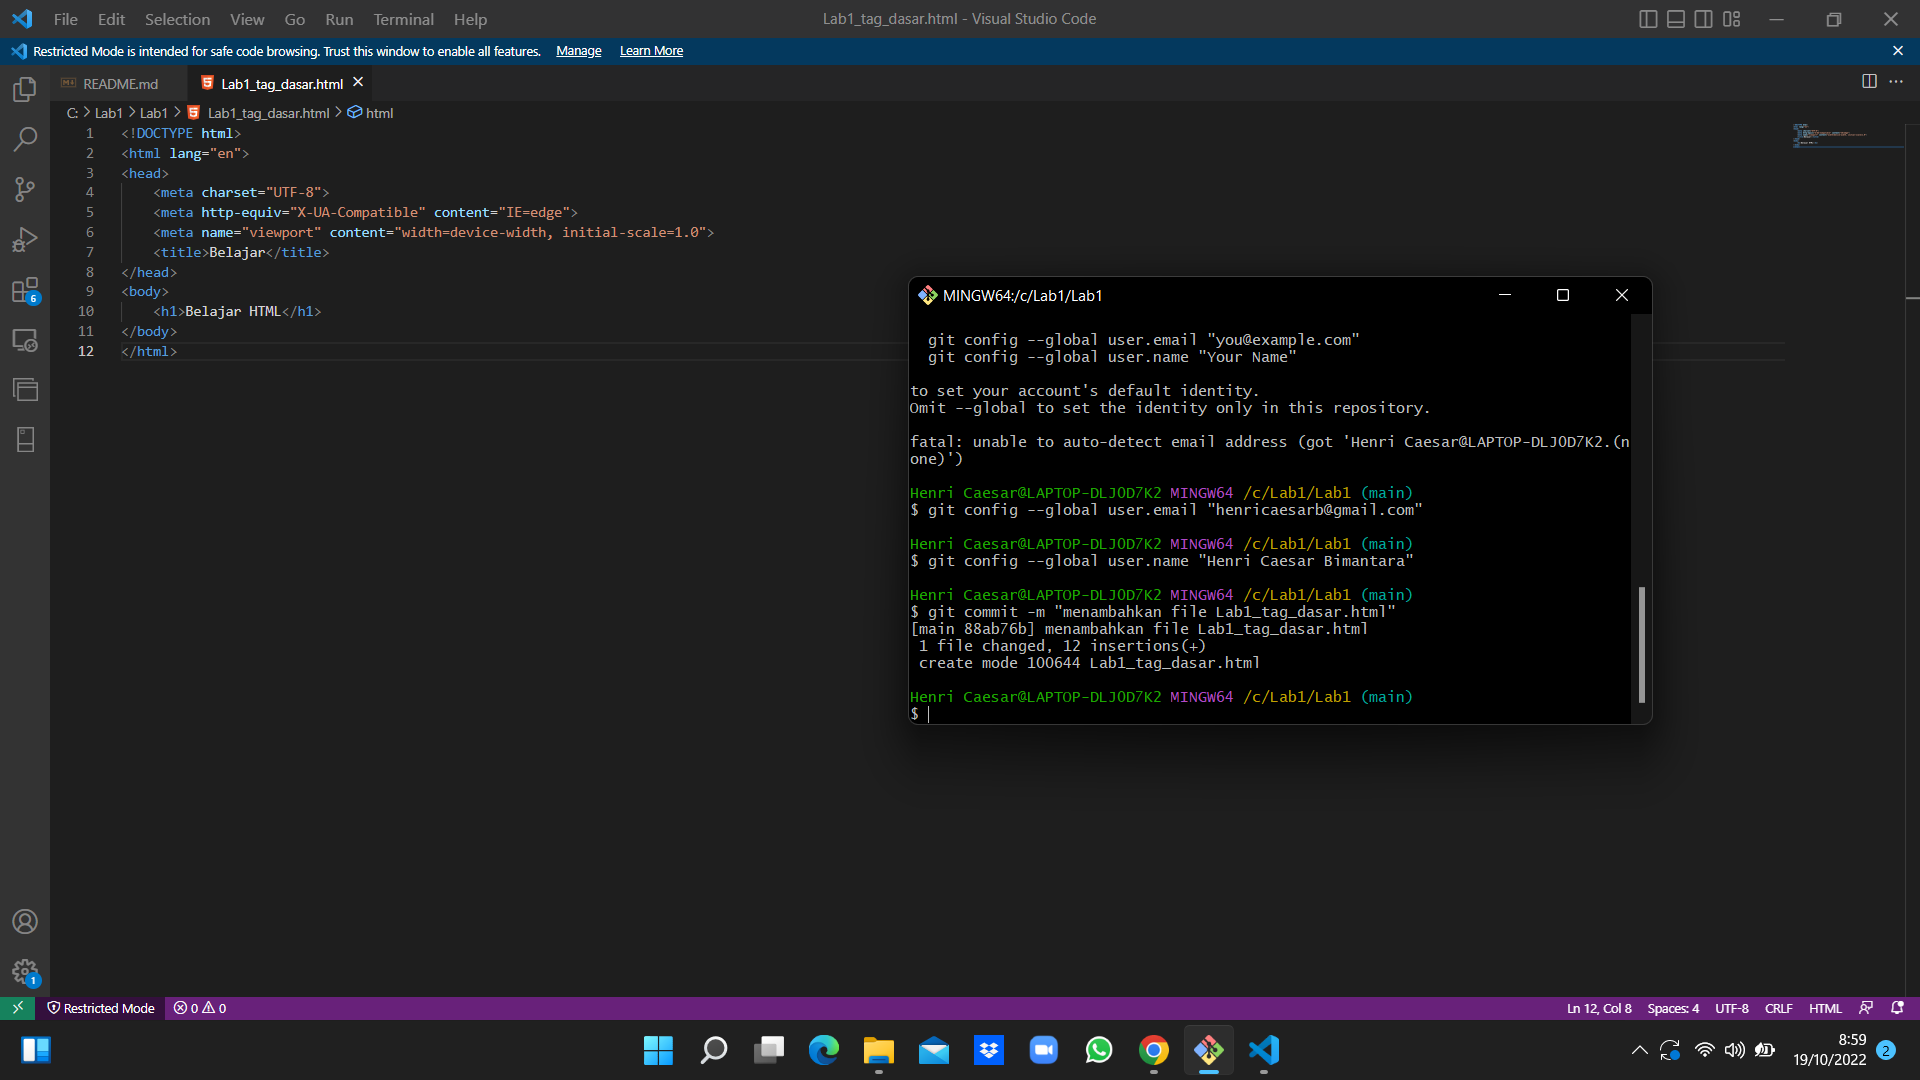 File Edit Selection View Go Run Terminal Help
Lab1_tag_dasar.html - Visual Studio Code
Restricted Mode is intended for safe code browsing. Trust this window to enable all features. Manage Learn More
README.md
Lab1_tag_dasar.html
C: > Lab1 > Lab1 > Lab1_tag_dasar.html > html
1 <!DOCTYPE html>
2 <html lang="en">
3 <head>
4 <meta charset="UTF-8">
5 <meta http-equiv="X-UA-Compatible" content="IE=edge">
6 <meta name="viewport" content="width=device-width, initial-scale=1.0">
7 <title>Belajar</title>
8 </head>
9 <body>
10 <h1>Belajar HTML</h1>
11 </body>
12 </html>
MINGW64:/c/Lab1/Lab1
git config --global user.email "you@example.com"
git config --global user.name "Your Name"
to set your account's default identity.
Omit --global to set the identity only in this repository.
fatal: unable to auto-detect email address (got 'Henri Caesar@LAPTOP-DLJ0D7K2.(n
one)')
Henri Caesar@LAPTOP-DLJ0D7K2 MINGW64 /c/Lab1/Lab1 (main)
$ git config --global user.email "henricaesarb@gmail.com"
Henri Caesar@LAPTOP-DLJ0D7K2 MINGW64 /c/Lab1/Lab1 (main)
$ git config --global user.name "Henri Caesar Bimantara"
Henri Caesar@LAPTOP-DLJ0D7K2 MINGW64 /c/Lab1/Lab1 (main)
$ git commit -m "menambahkan file Lab1_tag_dasar.html"
[main 88ab76b] menambahkan file Lab1_tag_dasar.html
1 file changed, 12 insertions(+)
create mode 100644 Lab1_tag_dasar.html
Henri Caesar@LAPTOP-DLJ0D7K2 MINGW64 /c/Lab1/Lab1 (main)
$
6
1
Restricted Mode 0 0
Ln 12, Col 8 Spaces: 4 UTF-8 CRLF HTML
8:59
19/10/2022
2